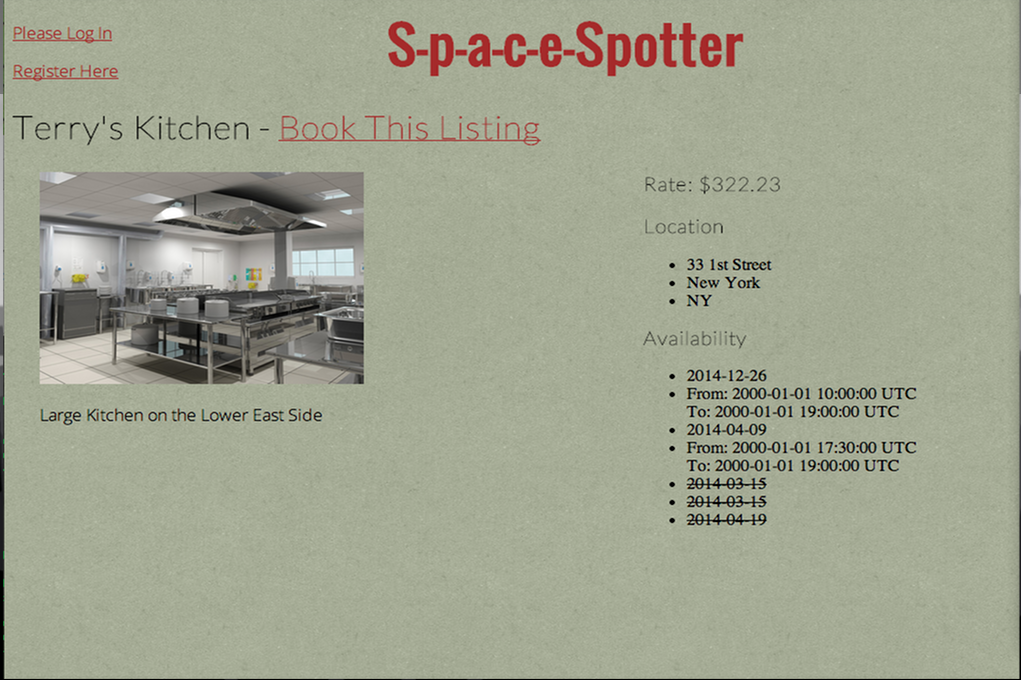 Please Log In
S-p-a-c-e-Spotter
Register Here
Terry's Kitchen - Book This Listing
Rate: $322.23
Location
33 1st Street
New York
NY
Availability
2014-12-26
From: 2000-01-01 10:00:00 UTC
To: 2000-01-01 19:00:00 UTC
2014-04-09
From: 2000-01-01 17:30:00 UTC
To: 2000-01-01 19:00:00 UTC
2014-03-15
2014-03-15
2014-04-19
Large Kitchen on the Lower East Side